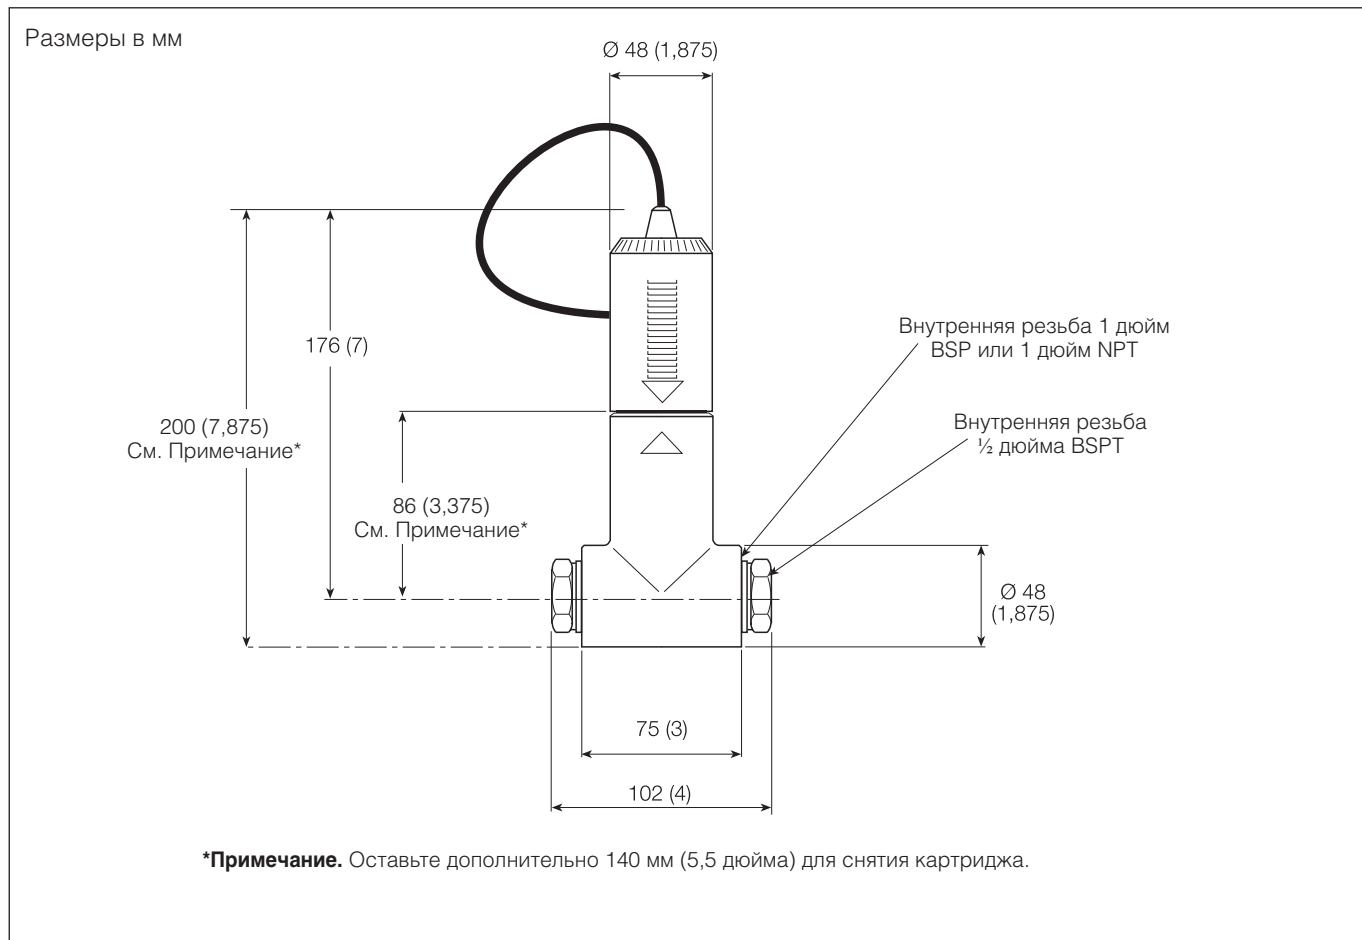 Размеры в мм
Ø 48 (1,875)
176 (7)
Внутренняя резьба 1 дюйм
BSP или 1 дюйм NPT
200 (7,875)
См. Примечание*
Внутренняя резьба
½ дюйма BSPT
86 (3,375)
См. Примечание*
Ø 48
(1,875)
75 (3)
102 (4)
*Примечание. Оставьте дополнительно 140 мм (5,5 дюйма) для снятия картриджа.